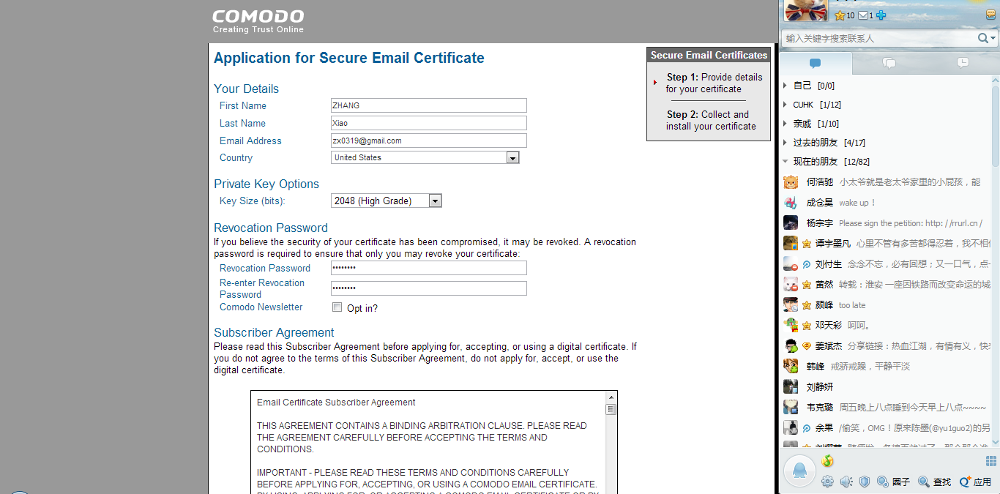 COMODO
Creating Trust Online
Application for Secure Email Certificate
Your Details
First Name ZHANG
Last Name Xiao
Email Address zx0319@gmail.com
Country United States
Private Key Options
Key Size (bits): 2048 (High Grade)
Revocation Password
If you believe the security of your certificate has been compromised, it may be revoked. A revocation
password is required to ensure that only you may revoke your certificate:
Revocation Password ••••••••
Re-enter Revocation
Password ••••••••
Comodo Newsletter Opt in?
Subscriber Agreement
Please read this Subscriber Agreement before applying for, accepting, or using a digital certificate. If
you do not agree to the terms of this Subscriber Agreement, do not apply for, accept, or use the
digital certificate.
Email Certificate Subscriber Agreement
THIS AGREEMENT CONTAINS A BINDING ARBITRATION CLAUSE. PLEASE READ
THE AGREEMENT CAREFULLY BEFORE ACCEPTING THE TERMS AND
CONDITIONS.
IMPORTANT - PLEASE READ THESE TERMS AND CONDITIONS CAREFULLY
BEFORE APPLYING FOR, ACCEPTING, OR USING A COMODO EMAIL CERTIFICATE.
BY USING, APPLYING FOR, OR ACCEPTING A COMODO EMAIL CERTIFICATE OR BY
Secure Email Certificates
Step 1: Provide details
for your certificate
Step 2: Collect and
install your certificate
10 1
输入关键字搜索联系人
自己 [0/0]
CUHK [1/12]
亲戚 [1/10]
过去的朋友 [4/17]
现在的朋友 [12/82]
何浩驰 小太爷就是老太爷家里的小屁孩，能
成仓昊 wake up！
杨宗宇 Please sign the petition: http: //rrurl.cn /
谭宇墨凡 心里不管有多苦都得忍着，我不相
刘付生 念念不忘，必有回想；又一口气，点
黄然 转载：淮安 一座因铁路而改变命运的城
颜峰 too late
邓天彩 呵呵。
姜斌杰 分享链接：热血江湖，有情有义，快
韩峰 戒骄戒躁，平静平淡
刘静妍
韦克璐 周五晚上八点睡到今天早上八点~~~~
余果 /偷笑，OMG！原来陈墨(@yu1guo2)的另
圈子 查找 应用